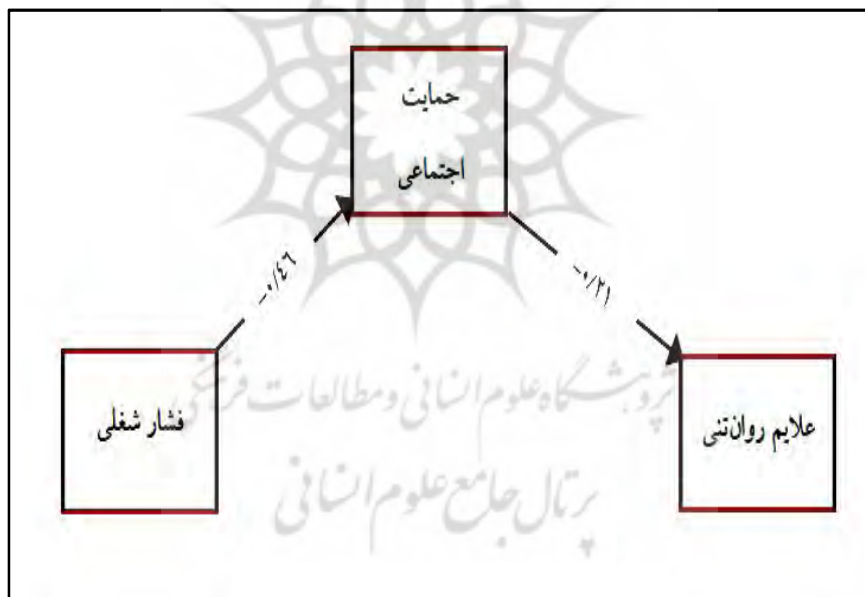 حمایت
اجتماعی
-۰/٤٦
-۰/۲۱
فشار شغلی
علایم روان‌تنی
پژوهشگاه علوم انسانی و مطالعات فرهنگی
پرتال جامع علوم انسانی